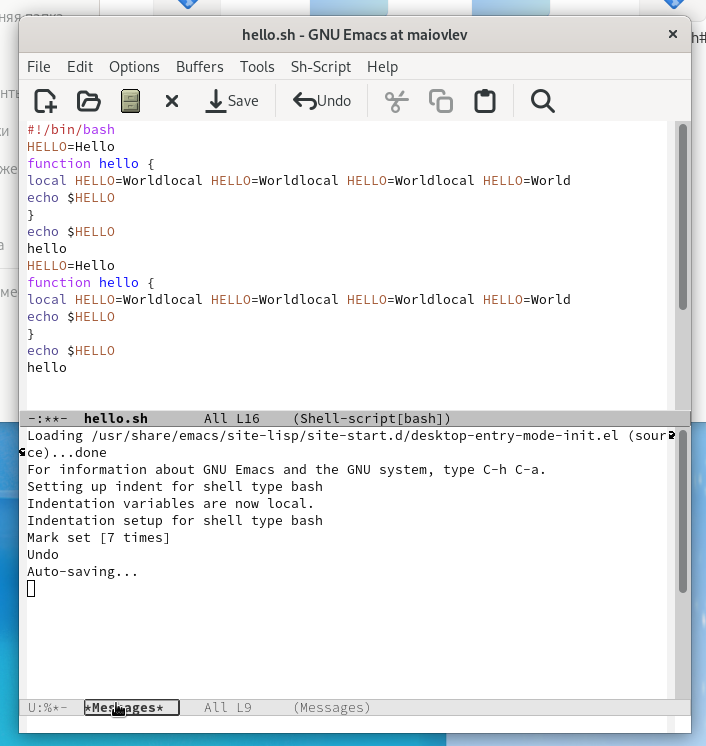 няя папка
hello.sh - GNU Emacs at maiovlev
h#
File Edit Options Buffers Tools Sh-Script Help
Save Undo
#!/bin/bash
HELLO=Hello
function hello {
local HELLO=Worldlocal HELLO=Worldlocal HELLO=Worldlocal HELLO=World
echo $HELLO
}
echo $HELLO
hello
HELLO=Hello
function hello {
local HELLO=Worldlocal HELLO=Worldlocal HELLO=Worldlocal HELLO=World
echo $HELLO
}
echo $HELLO
hello
-:**- hello.sh All L16 (Shell-script[bash])
Loading /usr/share/emacs/site-lisp/site-start.d/desktop-entry-mode-init.el (sour
ce)...done
For information about GNU Emacs and the GNU system, type C-h C-a.
Setting up indent for shell type bash
Indentation variables are now local.
Indentation setup for shell type bash
Mark set [7 times]
Undo
Auto-saving...
U:%*- *Messages* All L9 (Messages)